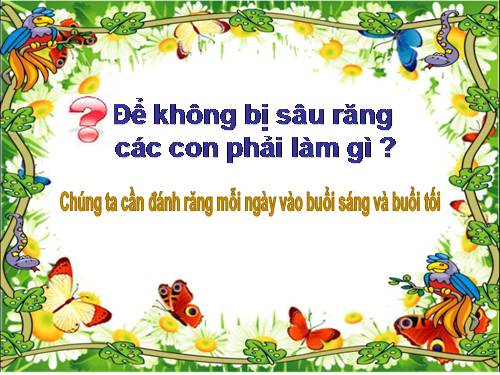 Để không bị sâu răng
các con phải làm gì ?
Chúng ta cần đánh răng mỗi ngày vào buổi sáng và buổi tối